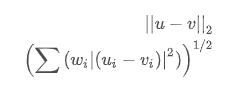 ||u − v||₂
(∑ (wᵢ|(uᵢ − vᵢ)|²))^1/2